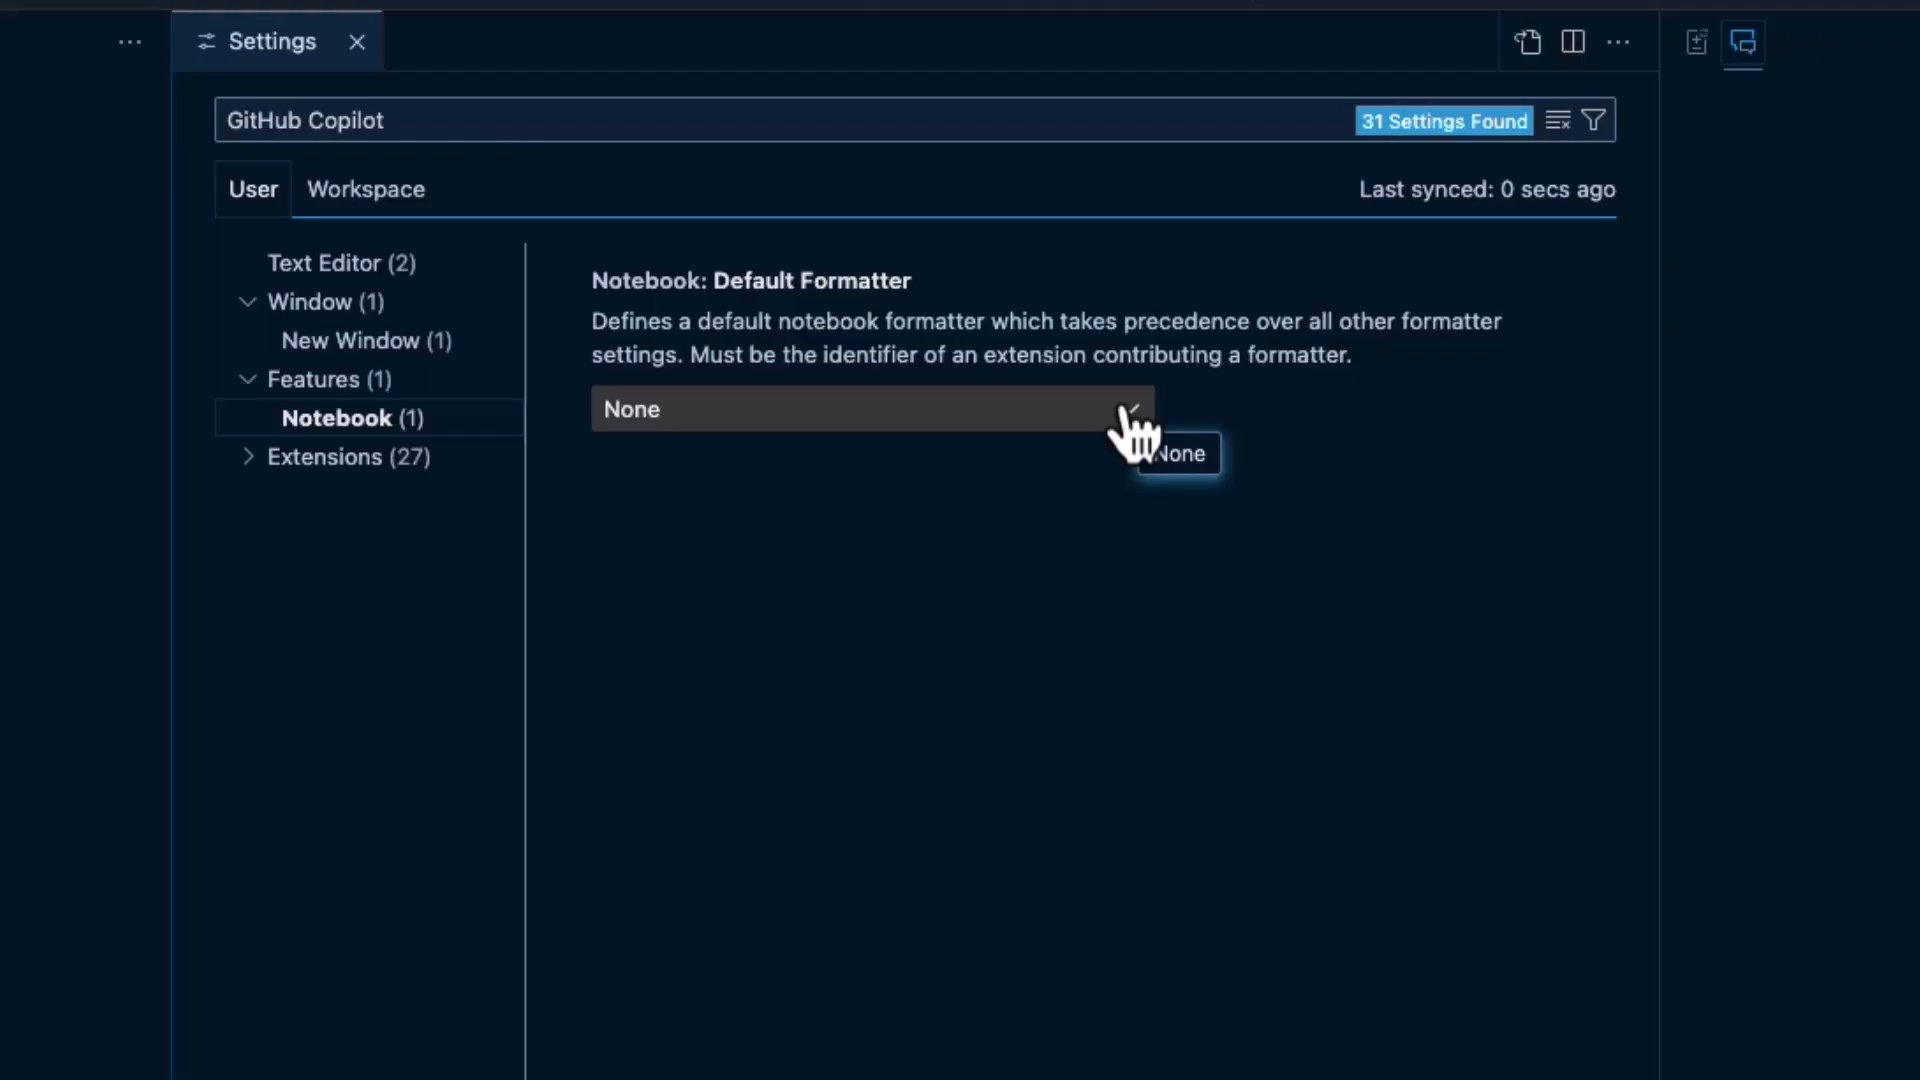 Settings
GitHub Copilot
31 Settings Found
User
Workspace
Last synced: 0 secs ago
Text Editor (2)
Window (1)
New Window (1)
Features (1)
Notebook (1)
Extensions (27)
Notebook: Default Formatter
Defines a default notebook formatter which takes precedence over all other formatter
settings. Must be the identifier of an extension contributing a formatter.
None
None